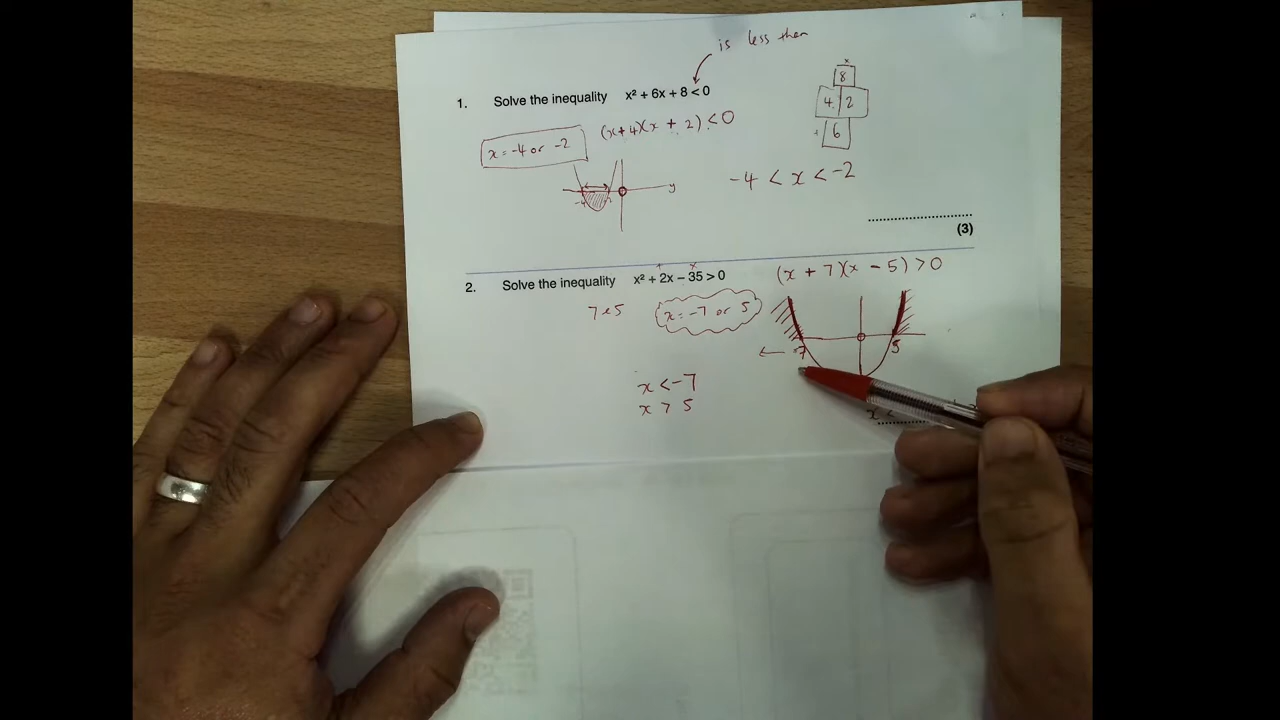 is less than
1. Solve the inequality x² + 6x + 8 < 0
(x+4)(x + 2) < 0
x = -4 or -2
x
8
4 2
+ 6
y
-4 < x < -2
(3)
2. Solve the inequality x² + 2x – 35 > 0
(x + 7)(x - 5) > 0
x = -7 or 5
-7
5
x < -7
x > 5
x <